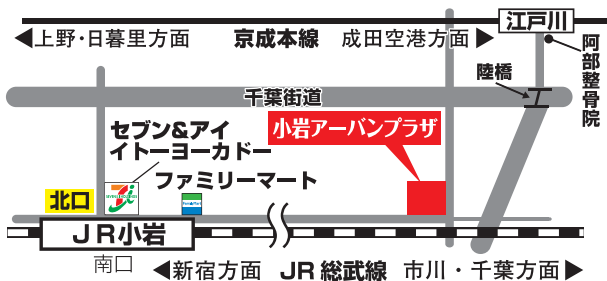 江戸川
◀上野・日暮里方面 京成本線 成田空港方面▶
阿部整骨院
陸橋
千葉街道
セブン&アイ
イトーヨーカドー
小岩アーバンプラザ
ファミリーマート
北口
FamilyMart
JR小岩
南口
◀新宿方面 JR総武線 市川・千葉方面▶